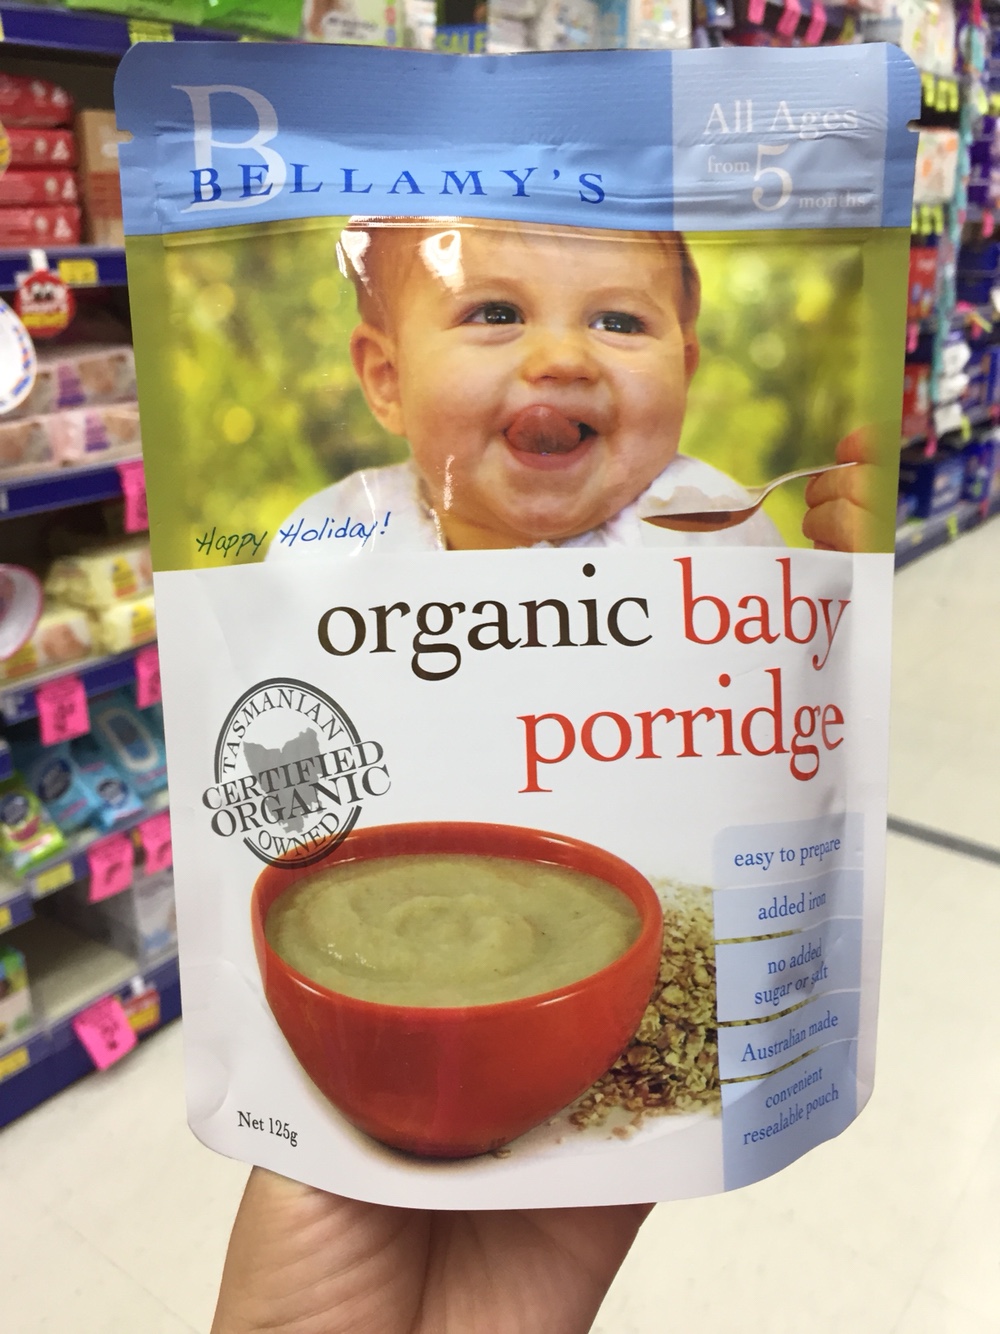 SALE
B
BELLAMY'S
All Ages
from 5 months
Happy Holiday!
organic baby
porridge
TASMANIAN
CERTIFIED
ORGANIC
OWNED
easy to prepare
added iron
no added
sugar or salt
Australian made
convenient
resealable pouch
Net 125g